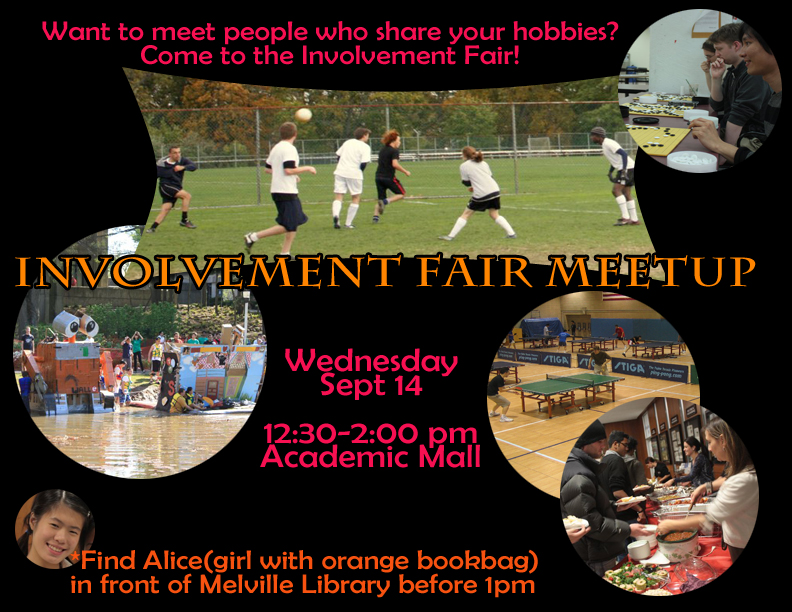 Want to meet people who share your hobbies?
Come to the Involvement Fair!
INVOLVEMENT FAIR MEETUP
Wednesday
Sept 14
12:30-2:00 pm
Academic Mall
STIGA
STIGA
STIGA
*Find Alice(girl with orange bookbag)
in front of Melville Library before 1pm